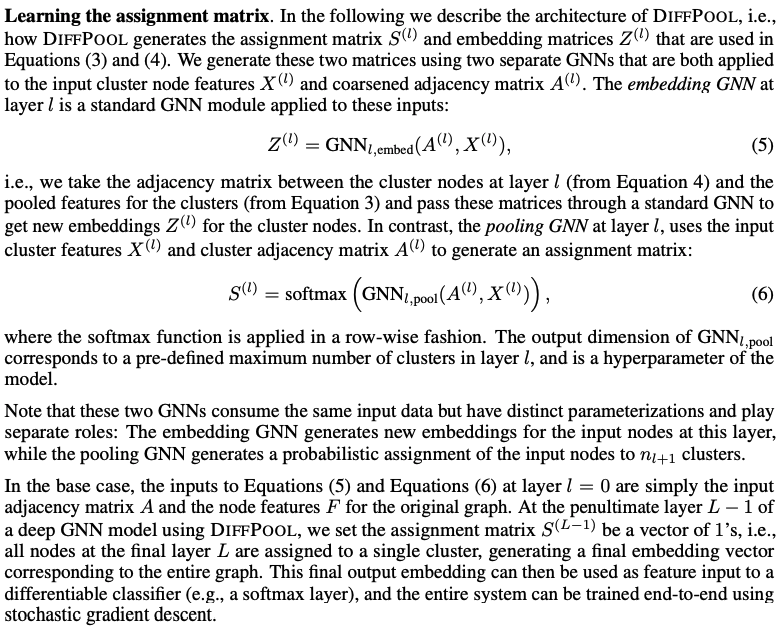 Learning the assignment matrix. In the following we describe the architecture of DIFFPOOL, i.e.,
how DIFFPOOL generates the assignment matrix S^(l) and embedding matrices Z^(l) that are used in
Equations (3) and (4). We generate these two matrices using two separate GNNs that are both applied
to the input cluster node features X^(l) and coarsened adjacency matrix A^(l). The embedding GNN at
layer l is a standard GNN module applied to these inputs:
Z^(l) = GNN_l,embed(A^(l), X^(l)), (5)
i.e., we take the adjacency matrix between the cluster nodes at layer l (from Equation 4) and the
pooled features for the clusters (from Equation 3) and pass these matrices through a standard GNN to
get new embeddings Z^(l) for the cluster nodes. In contrast, the pooling GNN at layer l, uses the input
cluster features X^(l) and cluster adjacency matrix A^(l) to generate an assignment matrix:
S^(l) = softmax (GNN_l,pool(A^(l), X^(l))), (6)
where the softmax function is applied in a row-wise fashion. The output dimension of GNN_l,pool
corresponds to a pre-defined maximum number of clusters in layer l, and is a hyperparameter of the
model.
Note that these two GNNs consume the same input data but have distinct parameterizations and play
separate roles: The embedding GNN generates new embeddings for the input nodes at this layer,
while the pooling GNN generates a probabilistic assignment of the input nodes to n_l+1 clusters.
In the base case, the inputs to Equations (5) and Equations (6) at layer l = 0 are simply the input
adjacency matrix A and the node features F for the original graph. At the penultimate layer L − 1 of
a deep GNN model using DIFFPOOL, we set the assignment matrix S^(L−1) be a vector of 1's, i.e.,
all nodes at the final layer L are assigned to a single cluster, generating a final embedding vector
corresponding to the entire graph. This final output embedding can then be used as feature input to a
differentiable classifier (e.g., a softmax layer), and the entire system can be trained end-to-end using
stochastic gradient descent.